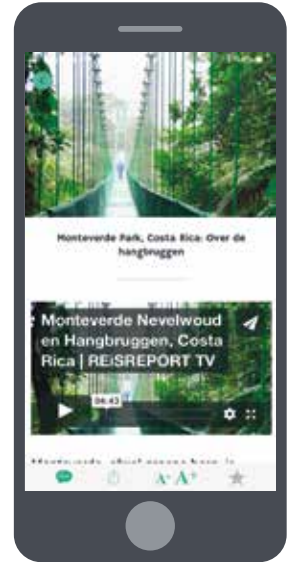 Monteverde Park, Costa Rica: Over de
hangbruggen
Monteverde Nevelwoud
en Hangbruggen, Costa
Rica | REiSREPORT TV
04:43
A- A+